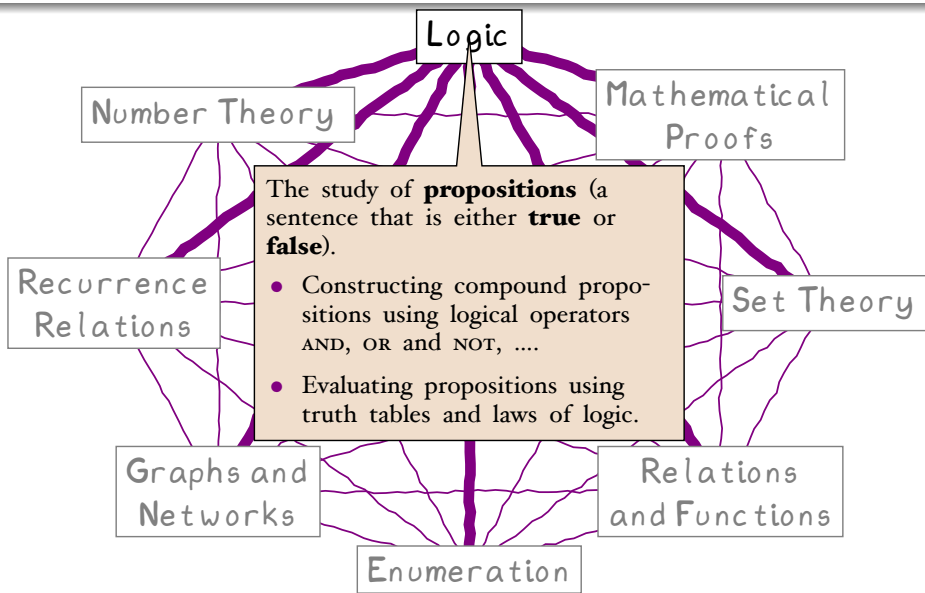 Logic
Number Theory
Mathematical
Proofs
The study of propositions (a
sentence that is either true or
false).
• Constructing compound propo-
sitions using logical operators
AND, OR and NOT, ....
• Evaluating propositions using
truth tables and laws of logic.
Recurrence
Relations
Set Theory
Graphs and
Networks
Relations
and Functions
Enumeration